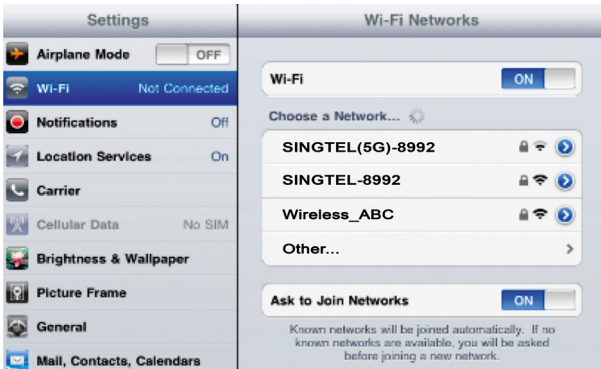 Settings
Airplane Mode OFF
Wi-Fi Not Connected
Notifications Off
Location Services On
Carrier
Cellular Data No SIM
Brightness & Wallpaper
Picture Frame
General
Mail, Contacts, Calendars
Wi-Fi Networks
Wi-Fi ON
Choose a Network...
SINGTEL(5G)-8992
SINGTEL-8992
Wireless_ABC
Other...
Ask to Join Networks ON
Known networks will be joined automatically. If no
known networks are available, you will be asked
before joining a new network.